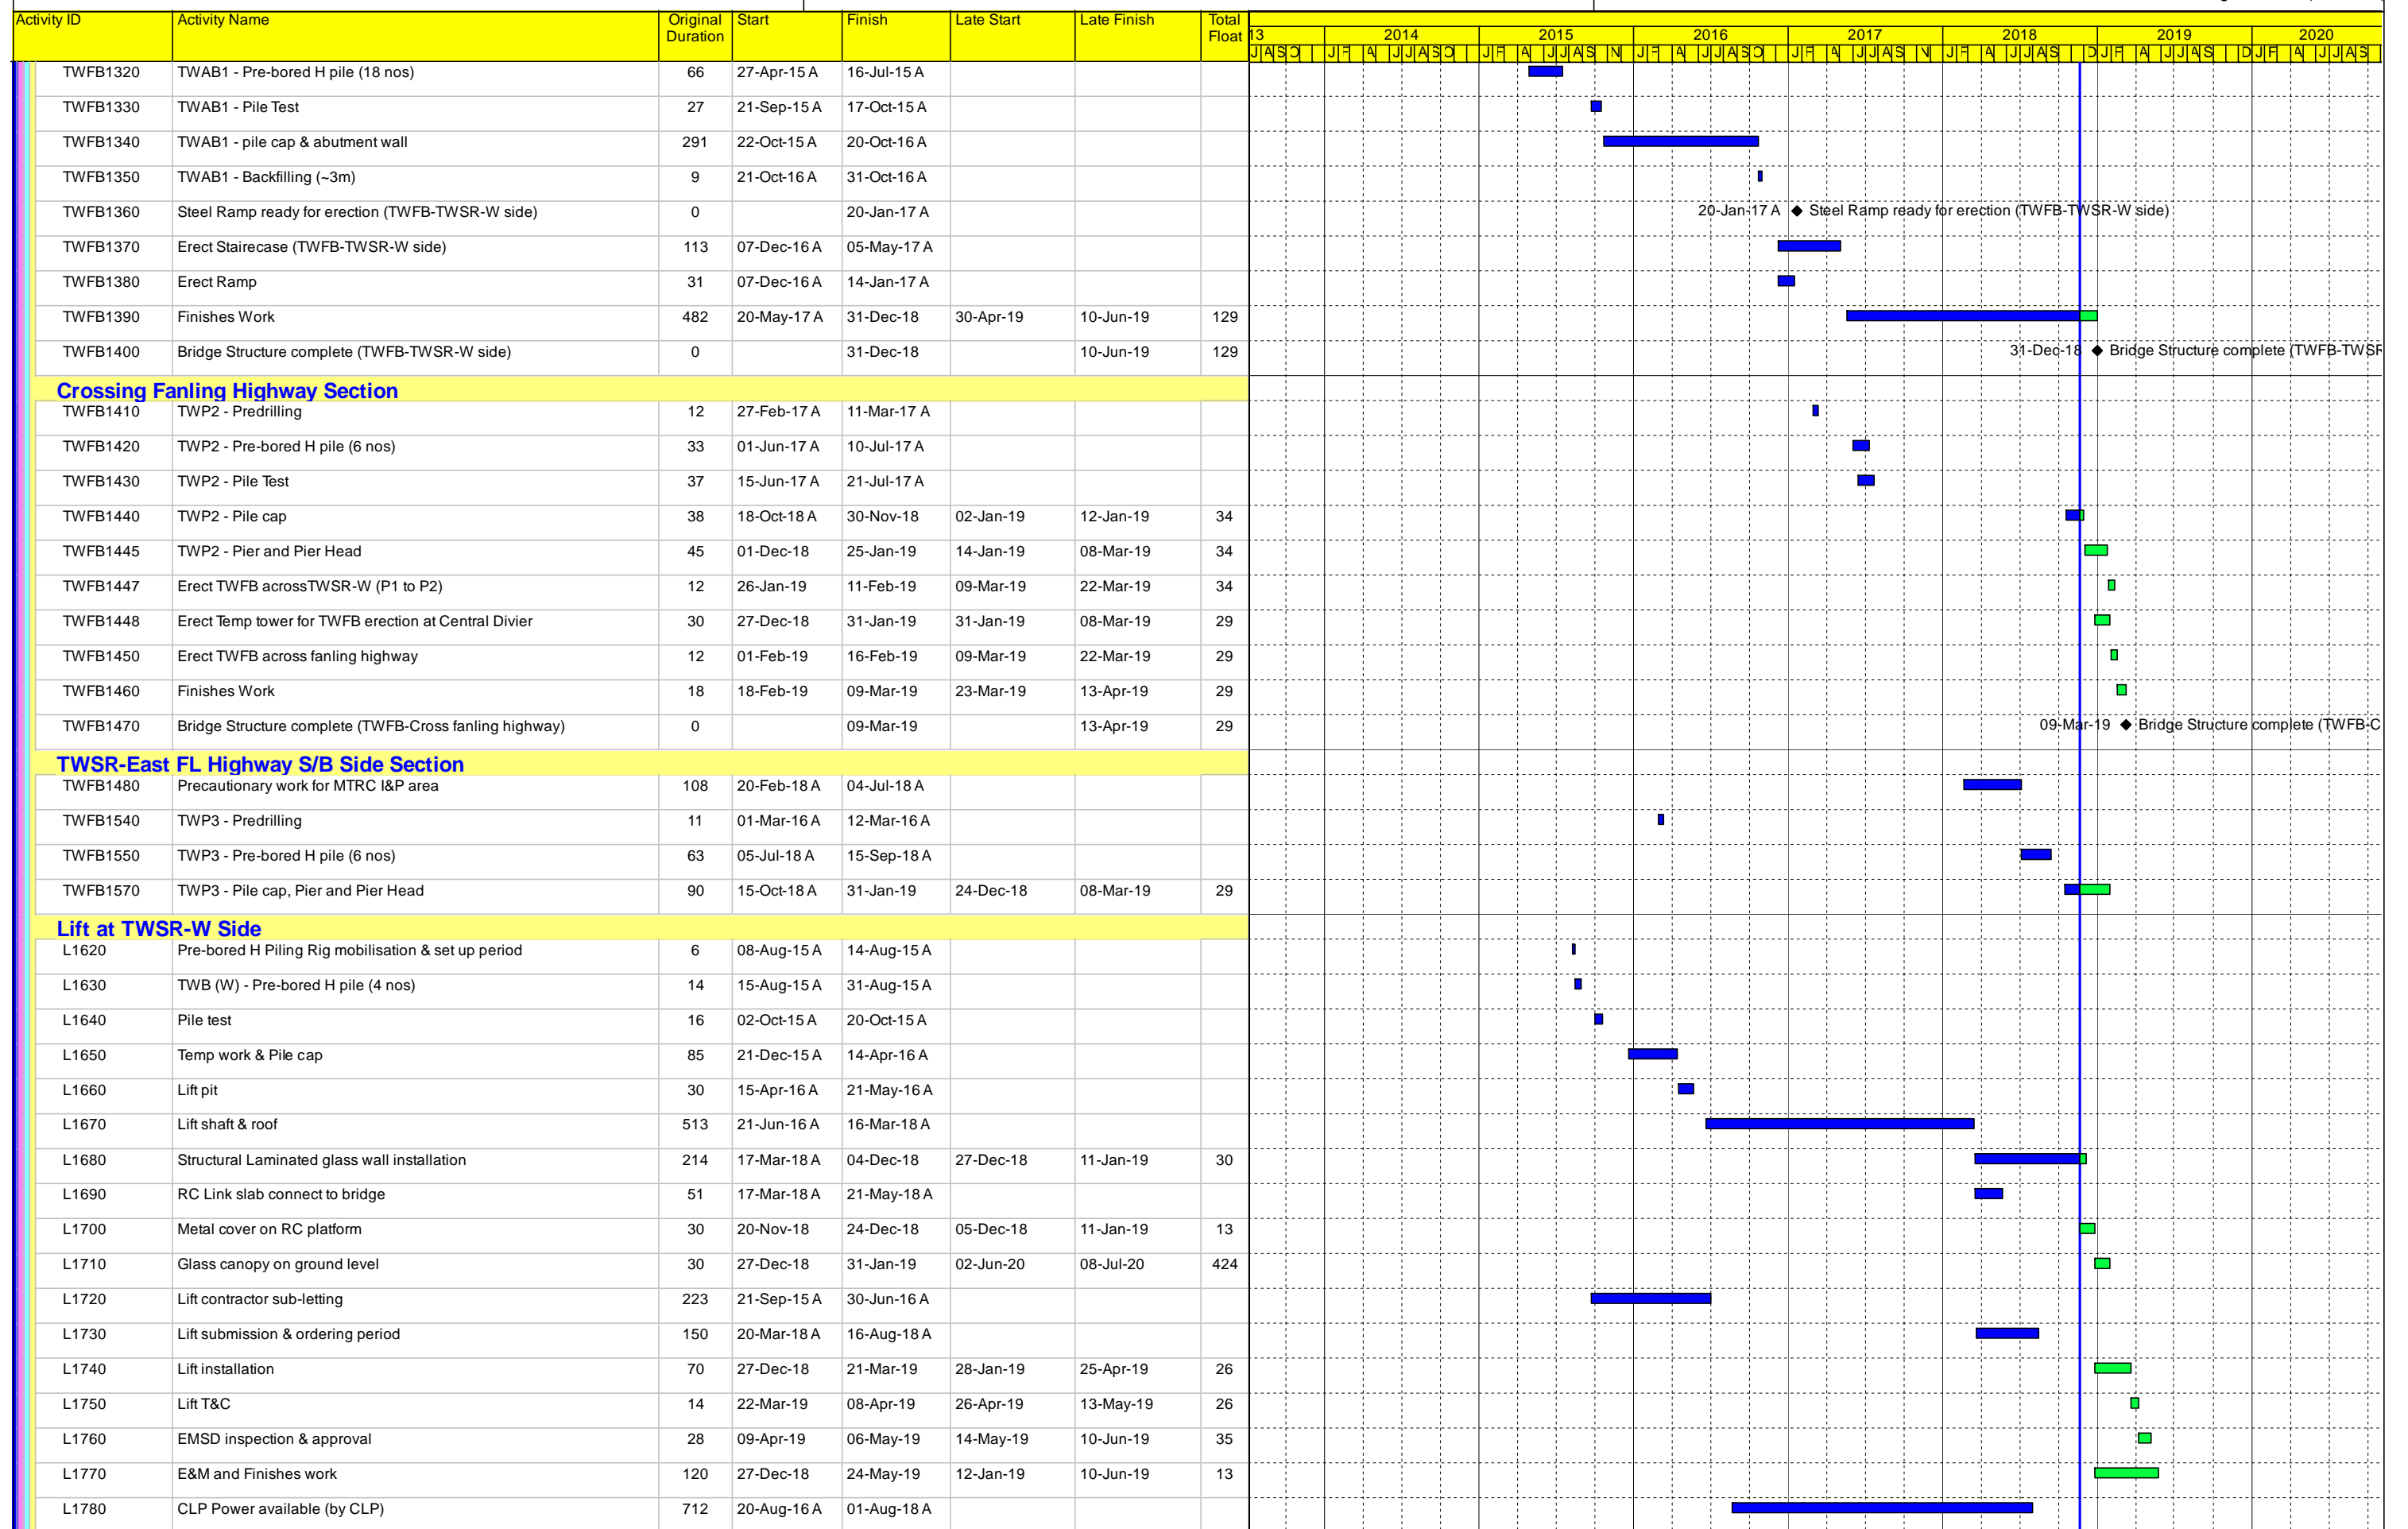 Activity ID Activity Name Original Duration Start Finish Late Start Late Finish Total Float
13 2014 2015 2016 2017 2018 2019 2020
J A S O J F A J J A S O J F A J J A S N J F A J J A S O J F A J J A S N J F A J J A S D J F A J J A S D J F A J J A S
TWFB1320 TWAB1 - Pre-bored H pile (18 nos) 66 27-Apr-15 A 16-Jul-15 A
TWFB1330 TWAB1 - Pile Test 27 21-Sep-15 A 17-Oct-15 A
TWFB1340 TWAB1 - pile cap & abutment wall 291 22-Oct-15 A 20-Oct-16 A
TWFB1350 TWAB1 - Backfilling (~3m) 9 21-Oct-16 A 31-Oct-16 A
TWFB1360 Steel Ramp ready for erection (TWFB-TWSR-W side) 0 20-Jan-17 A 20-Jan-17 A Steel Ramp ready for erection (TWFB-TWSR-W side)
TWFB1370 Erect Stairecase (TWFB-TWSR-W side) 113 07-Dec-16 A 05-May-17 A
TWFB1380 Erect Ramp 31 07-Dec-16 A 14-Jan-17 A
TWFB1390 Finishes Work 482 20-May-17 A 31-Dec-18 30-Apr-19 10-Jun-19 129
TWFB1400 Bridge Structure complete (TWFB-TWSR-W side) 0 31-Dec-18 10-Jun-19 129 31-Dec-18 Bridge Structure complete (TWFB-TWSR
Crossing Fanling Highway Section
TWFB1410 TWP2 - Predrilling 12 27-Feb-17 A 11-Mar-17 A
TWFB1420 TWP2 - Pre-bored H pile (6 nos) 33 01-Jun-17 A 10-Jul-17 A
TWFB1430 TWP2 - Pile Test 37 15-Jun-17 A 21-Jul-17 A
TWFB1440 TWP2 - Pile cap 38 18-Oct-18 A 30-Nov-18 02-Jan-19 12-Jan-19 34
TWFB1445 TWP2 - Pier and Pier Head 45 01-Dec-18 25-Jan-19 14-Jan-19 08-Mar-19 34
TWFB1447 Erect TWFB acrossTWSR-W (P1 to P2) 12 26-Jan-19 11-Feb-19 09-Mar-19 22-Mar-19 34
TWFB1448 Erect Temp tower for TWFB erection at Central Divier 30 27-Dec-18 31-Jan-19 31-Jan-19 08-Mar-19 29
TWFB1450 Erect TWFB across fanling highway 12 01-Feb-19 16-Feb-19 09-Mar-19 22-Mar-19 29
TWFB1460 Finishes Work 18 18-Feb-19 09-Mar-19 23-Mar-19 13-Apr-19 29
TWFB1470 Bridge Structure complete (TWFB-Cross fanling highway) 0 09-Mar-19 13-Apr-19 29 09-Mar-19 Bridge Structure complete (TWFB-C
TWSR-East FL Highway S/B Side Section
TWFB1480 Precautionary work for MTRC I&P area 108 20-Feb-18 A 04-Jul-18 A
TWFB1540 TWP3 - Predrilling 11 01-Mar-16 A 12-Mar-16 A
TWFB1550 TWP3 - Pre-bored H pile (6 nos) 63 05-Jul-18 A 15-Sep-18 A
TWFB1570 TWP3 - Pile cap, Pier and Pier Head 90 15-Oct-18 A 31-Jan-19 24-Dec-18 08-Mar-19 29
Lift at TWSR-W Side
L1620 Pre-bored H Piling Rig mobilisation & set up period 6 08-Aug-15 A 14-Aug-15 A
L1630 TWB (W) - Pre-bored H pile (4 nos) 14 15-Aug-15 A 31-Aug-15 A
L1640 Pile test 16 02-Oct-15 A 20-Oct-15 A
L1650 Temp work & Pile cap 85 21-Dec-15 A 14-Apr-16 A
L1660 Lift pit 30 15-Apr-16 A 21-May-16 A
L1670 Lift shaft & roof 513 21-Jun-16 A 16-Mar-18 A
L1680 Structural Laminated glass wall installation 214 17-Mar-18 A 04-Dec-18 27-Dec-18 11-Jan-19 30
L1690 RC Link slab connect to bridge 51 17-Mar-18 A 21-May-18 A
L1700 Metal cover on RC platform 30 20-Nov-18 24-Dec-18 05-Dec-18 11-Jan-19 13
L1710 Glass canopy on ground level 30 27-Dec-18 31-Jan-19 02-Jun-20 08-Jul-20 424
L1720 Lift contractor sub-letting 223 21-Sep-15 A 30-Jun-16 A
L1730 Lift submission & ordering period 150 20-Mar-18 A 16-Aug-18 A
L1740 Lift installation 70 27-Dec-18 21-Mar-19 28-Jan-19 25-Apr-19 26
L1750 Lift T&C 14 22-Mar-19 08-Apr-19 26-Apr-19 13-May-19 26
L1760 EMSD inspection & approval 28 09-Apr-19 06-May-19 14-May-19 10-Jun-19 35
L1770 E&M and Finishes work 120 27-Dec-18 24-May-19 12-Jan-19 10-Jun-19 13
L1780 CLP Power available (by CLP) 712 20-Aug-16 A 01-Aug-18 A